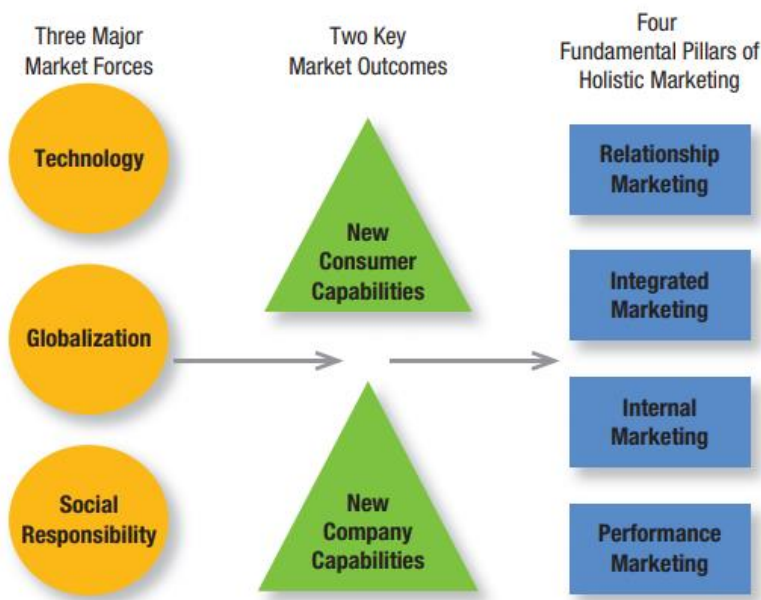 Three Major
Market Forces
Technology
Globalization
Social
Responsibility
Two Key
Market Outcomes
New
Consumer
Capabilities
New
Company
Capabilities
Four
Fundamental Pillars of
Holistic Marketing
Relationship
Marketing
Integrated
Marketing
Internal
Marketing
Performance
Marketing